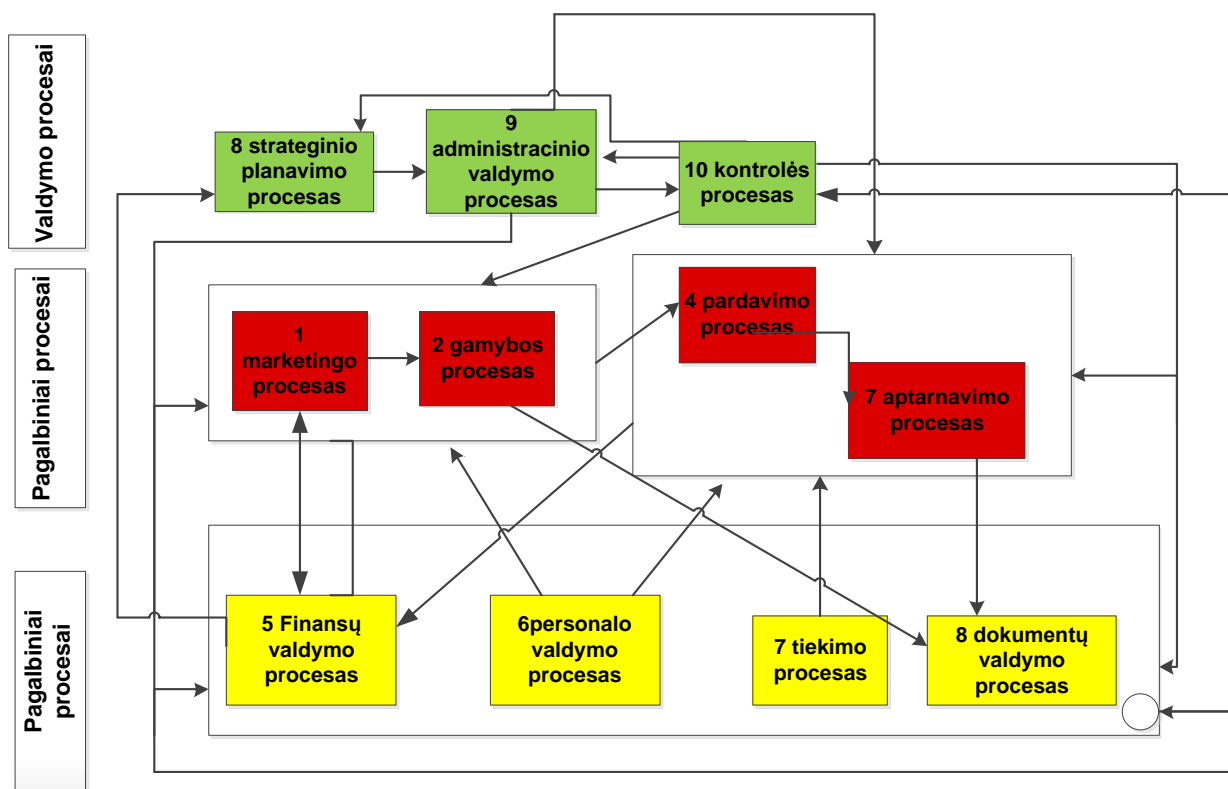 Valdymo procesai
8 strateginio
planavimo
procesas
9
administracinio
valdymo
procesas
10 kontrolės
procesas
Pagalbiniai procesai
1
marketingo
procesas
2 gamybos
procesas
4 pardavimo
procesas
7 aptarnavimo
procesas
Pagalbiniai
procesai
5 Finansų
valdymo
procesas
6personalo
valdymo
procesas
7 tiekimo
procesas
8 dokumentų
valdymo
procesas